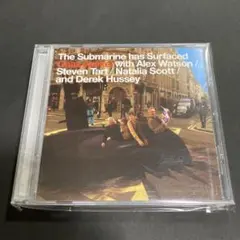 The Submarine has Surfaced
with Alex Watson /
Steven Tarr / Natalia Scott /
and Derek Hussey